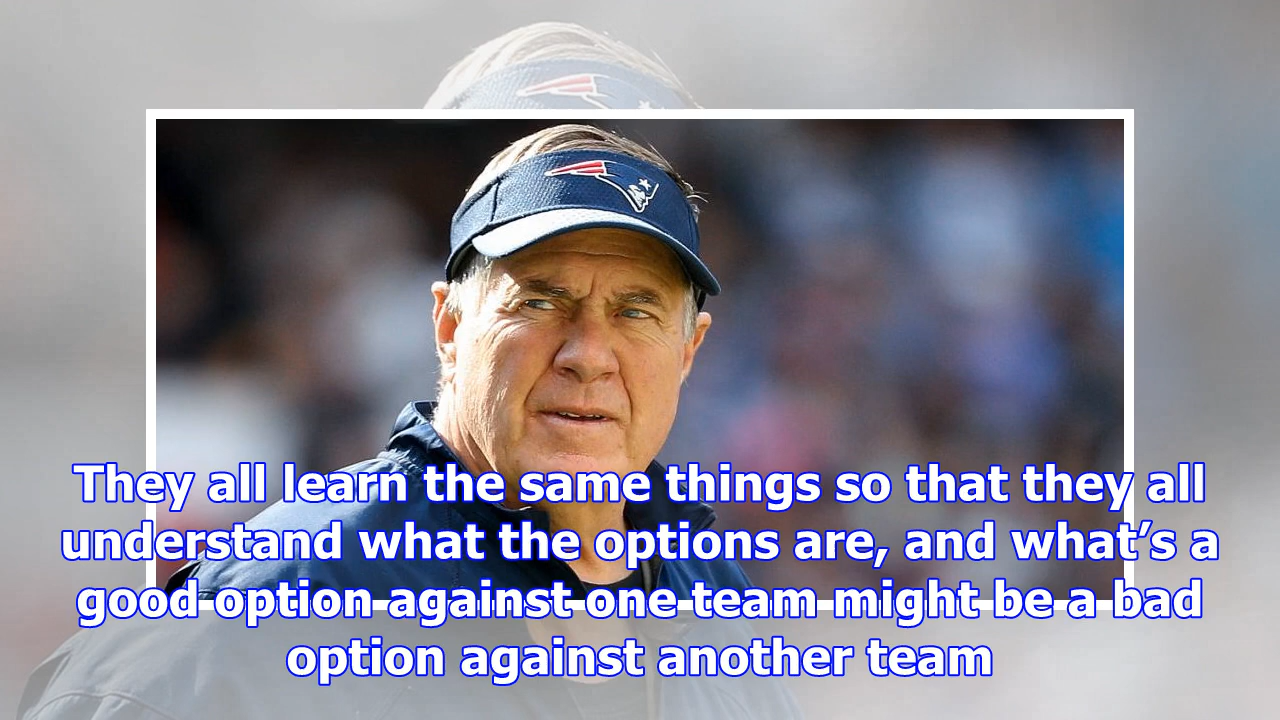 They all learn the same things so that they all
understand what the options are, and what’s a
good option against one team might be a bad
option against another team